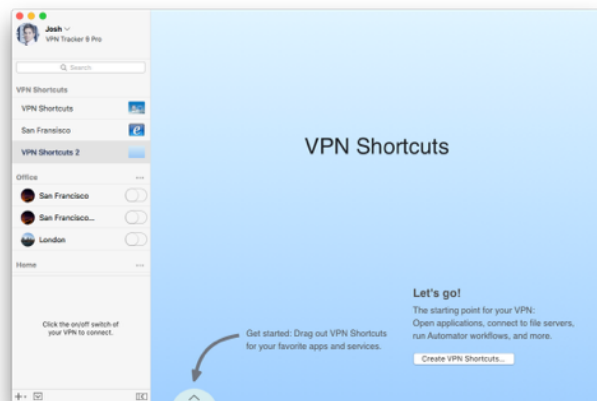 Josh
VPN Tracker 9 Pro
Search
VPN Shortcuts
VPN Shortcuts
San Fransisco
VPN Shortcuts 2
Office
San Francisco
San Francisco...
London
Home
Click the on/off switch of
your VPN to connect.
VPN Shortcuts
Get started: Drag out VPN Shortcuts
for your favorite apps and services.
Let's go!
The starting point for your VPN:
Open applications, connect to file servers,
run Automator workflows, and more.
Create VPN Shortcuts...